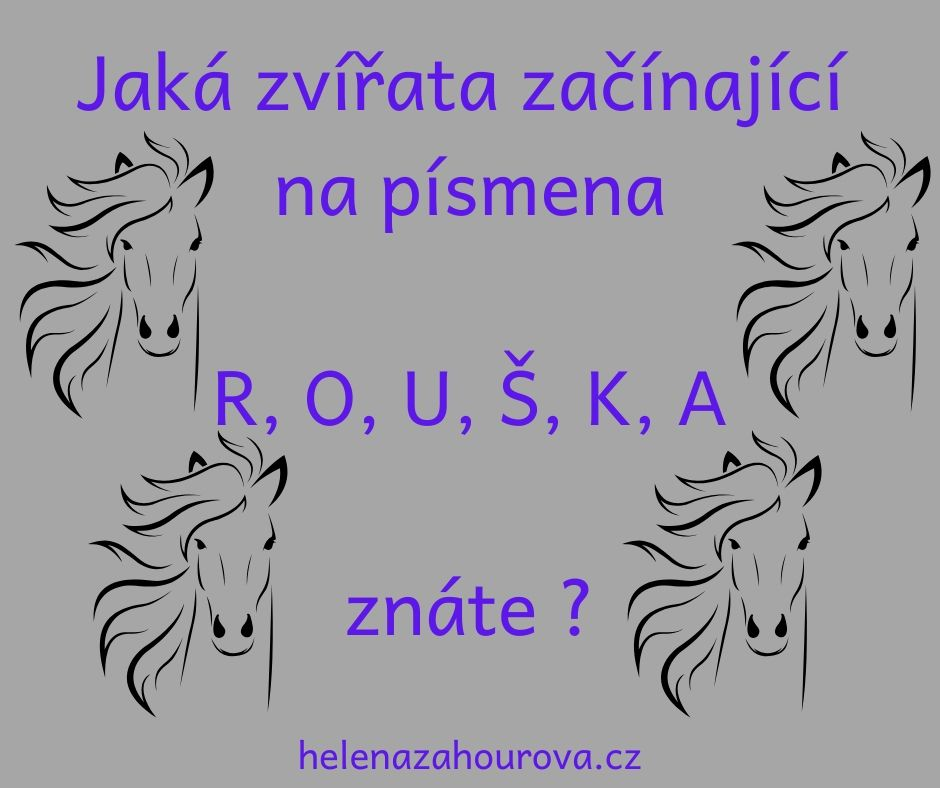 Jaká zvířata začínající
na písmena
R, O, U, Š, K, A
znáte ?
helenazahourova.cz